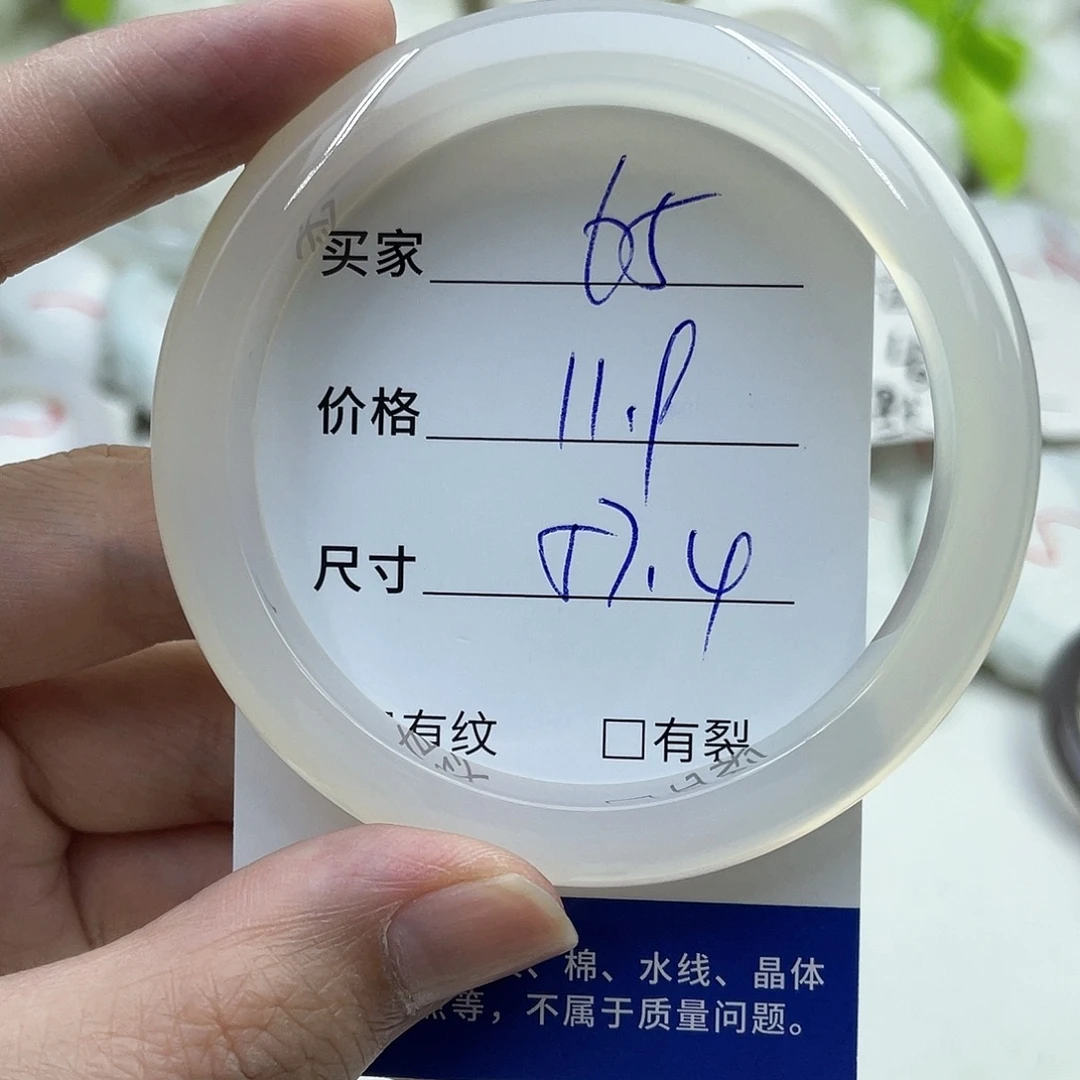 买家 65
价格 11.9
尺寸 57.4
有纹 □有裂
、棉、水线、晶体
等，不属于质量问题。